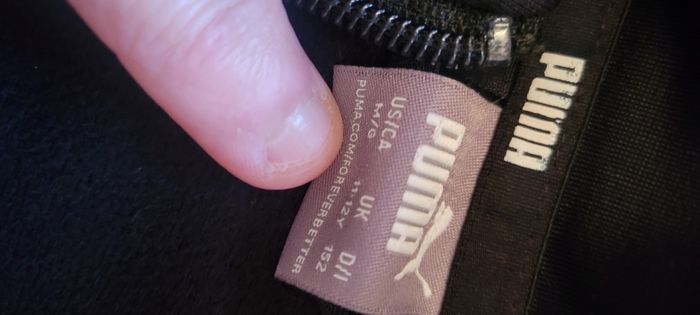 PUMA
US/CA UK D/I
M/G 11-12Y 152
PUMA.COM/FOREVERBETTER
PUMA